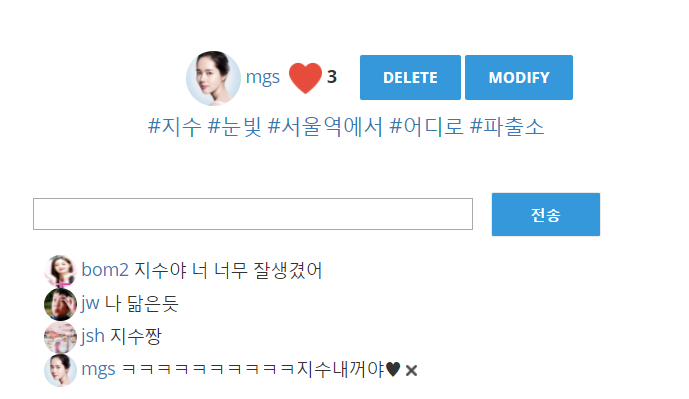 mgs ♥ 3 DELETE MODIFY
#지수 #눈빛 #서울역에서 #어디로 #파출소
전송
bom2 지수야 너 너무 잘생겼어
jw 나 닮은듯
jsh 지수짱
mgs ㅋㅋㅋㅋㅋㅋㅋㅋㅋㅋ지수내꺼야♥ ×